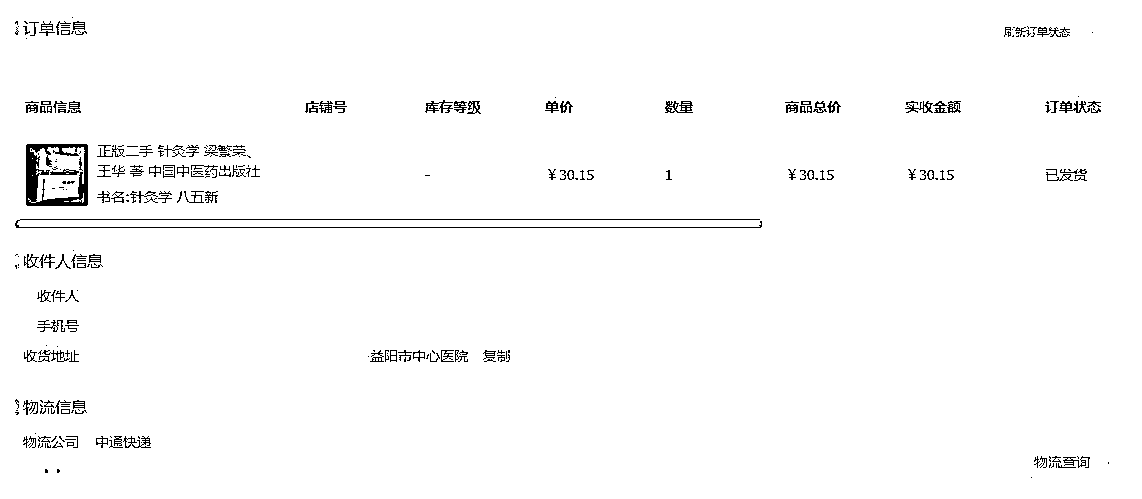 订单信息
刷新订单状态
商品信息 店铺号 库存等级 单价 数量 商品总价 实收金额 订单状态
正版二手 针灸学 梁繁荣、
王华 著 中国中医药出版社
书名:针灸学 八五新
- ￥30.15 1 ￥30.15 ￥30.15 已发货
收件人信息
收件人
手机号
收货地址 益阳市中心医院 复制
物流信息
物流公司 中通快递
物流查询